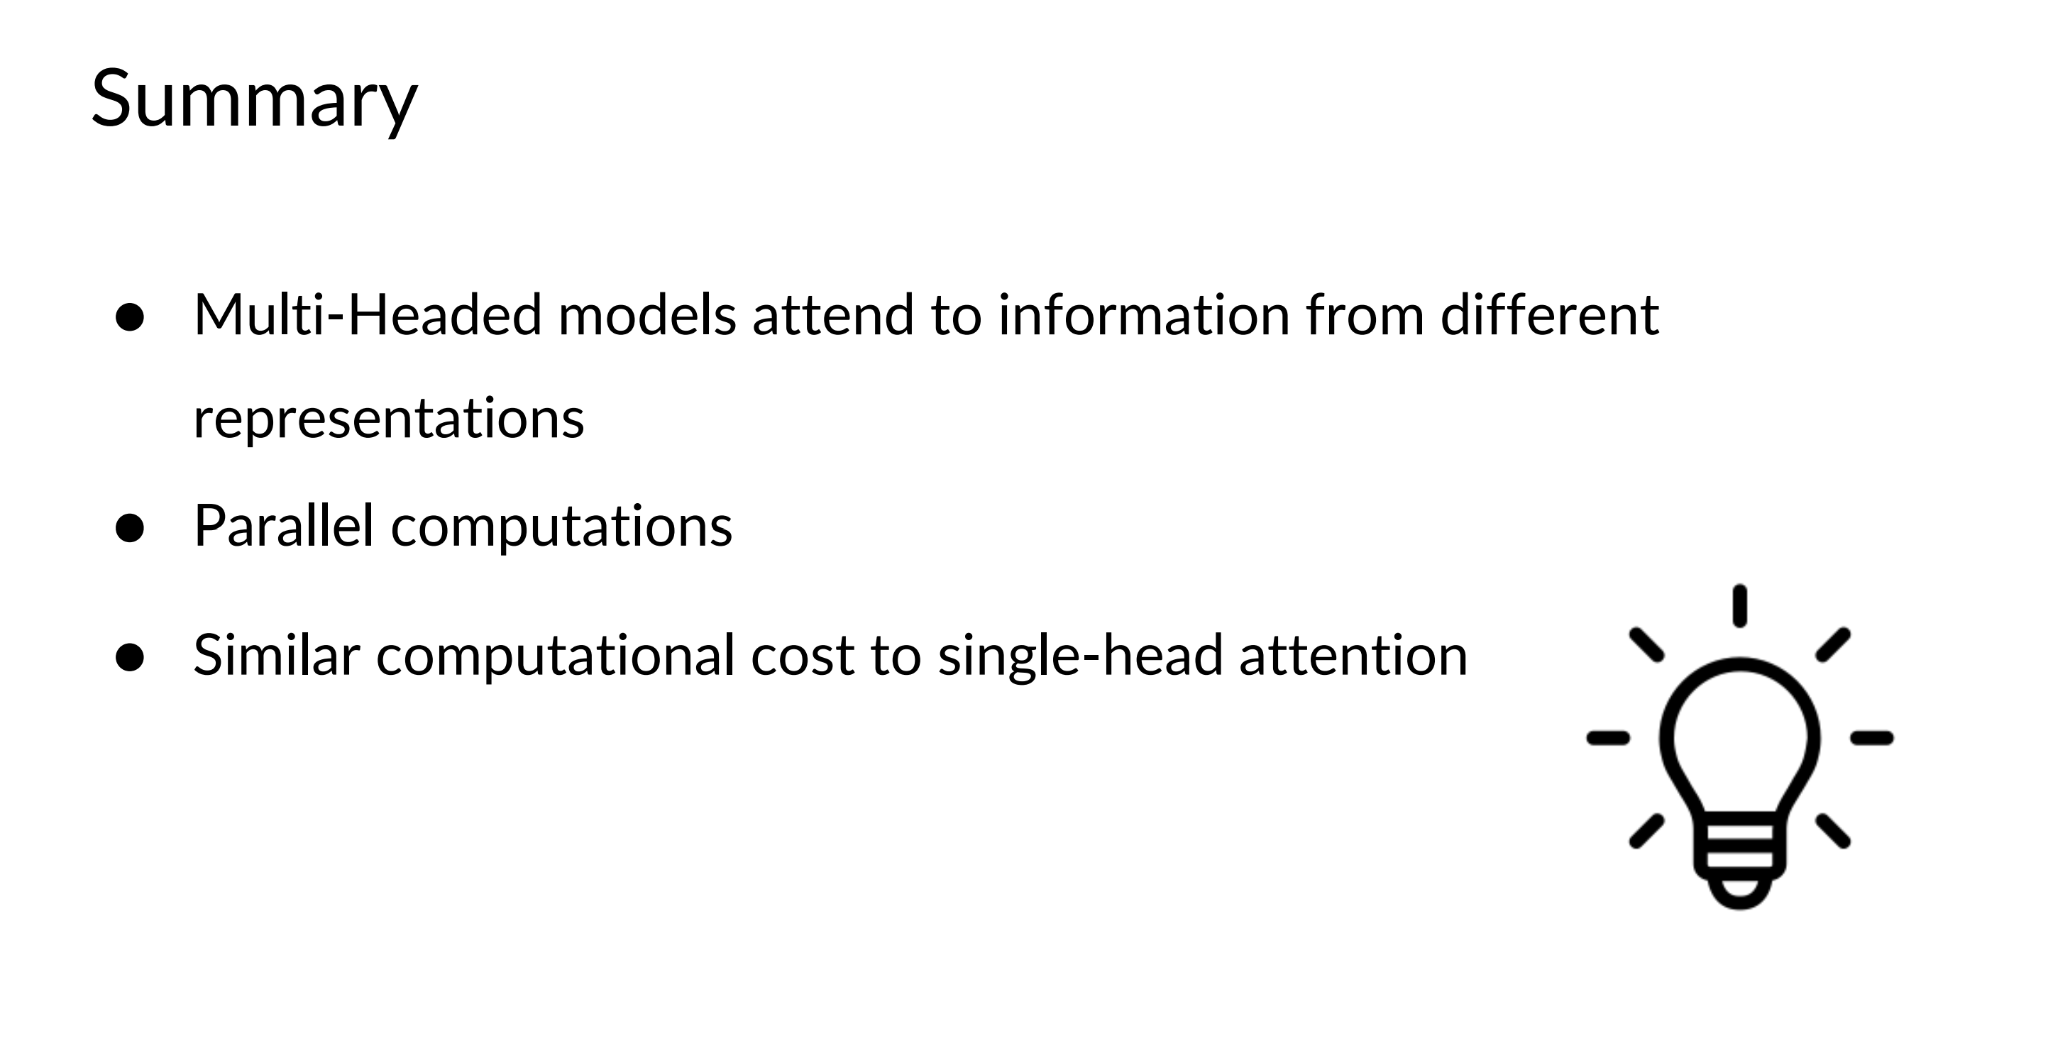 Summary
● Multi-Headed models attend to information from different
representations
● Parallel computations
● Similar computational cost to single-head attention